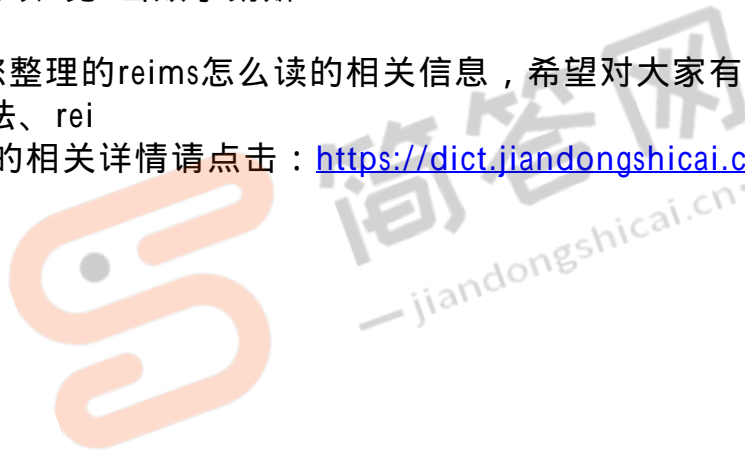 整理的reims怎么读的相关信息，希望对大家有
法、rei
的相关详情请点击：https://dict.jiandongshicai.c
简答网
jiandongshicai.cn